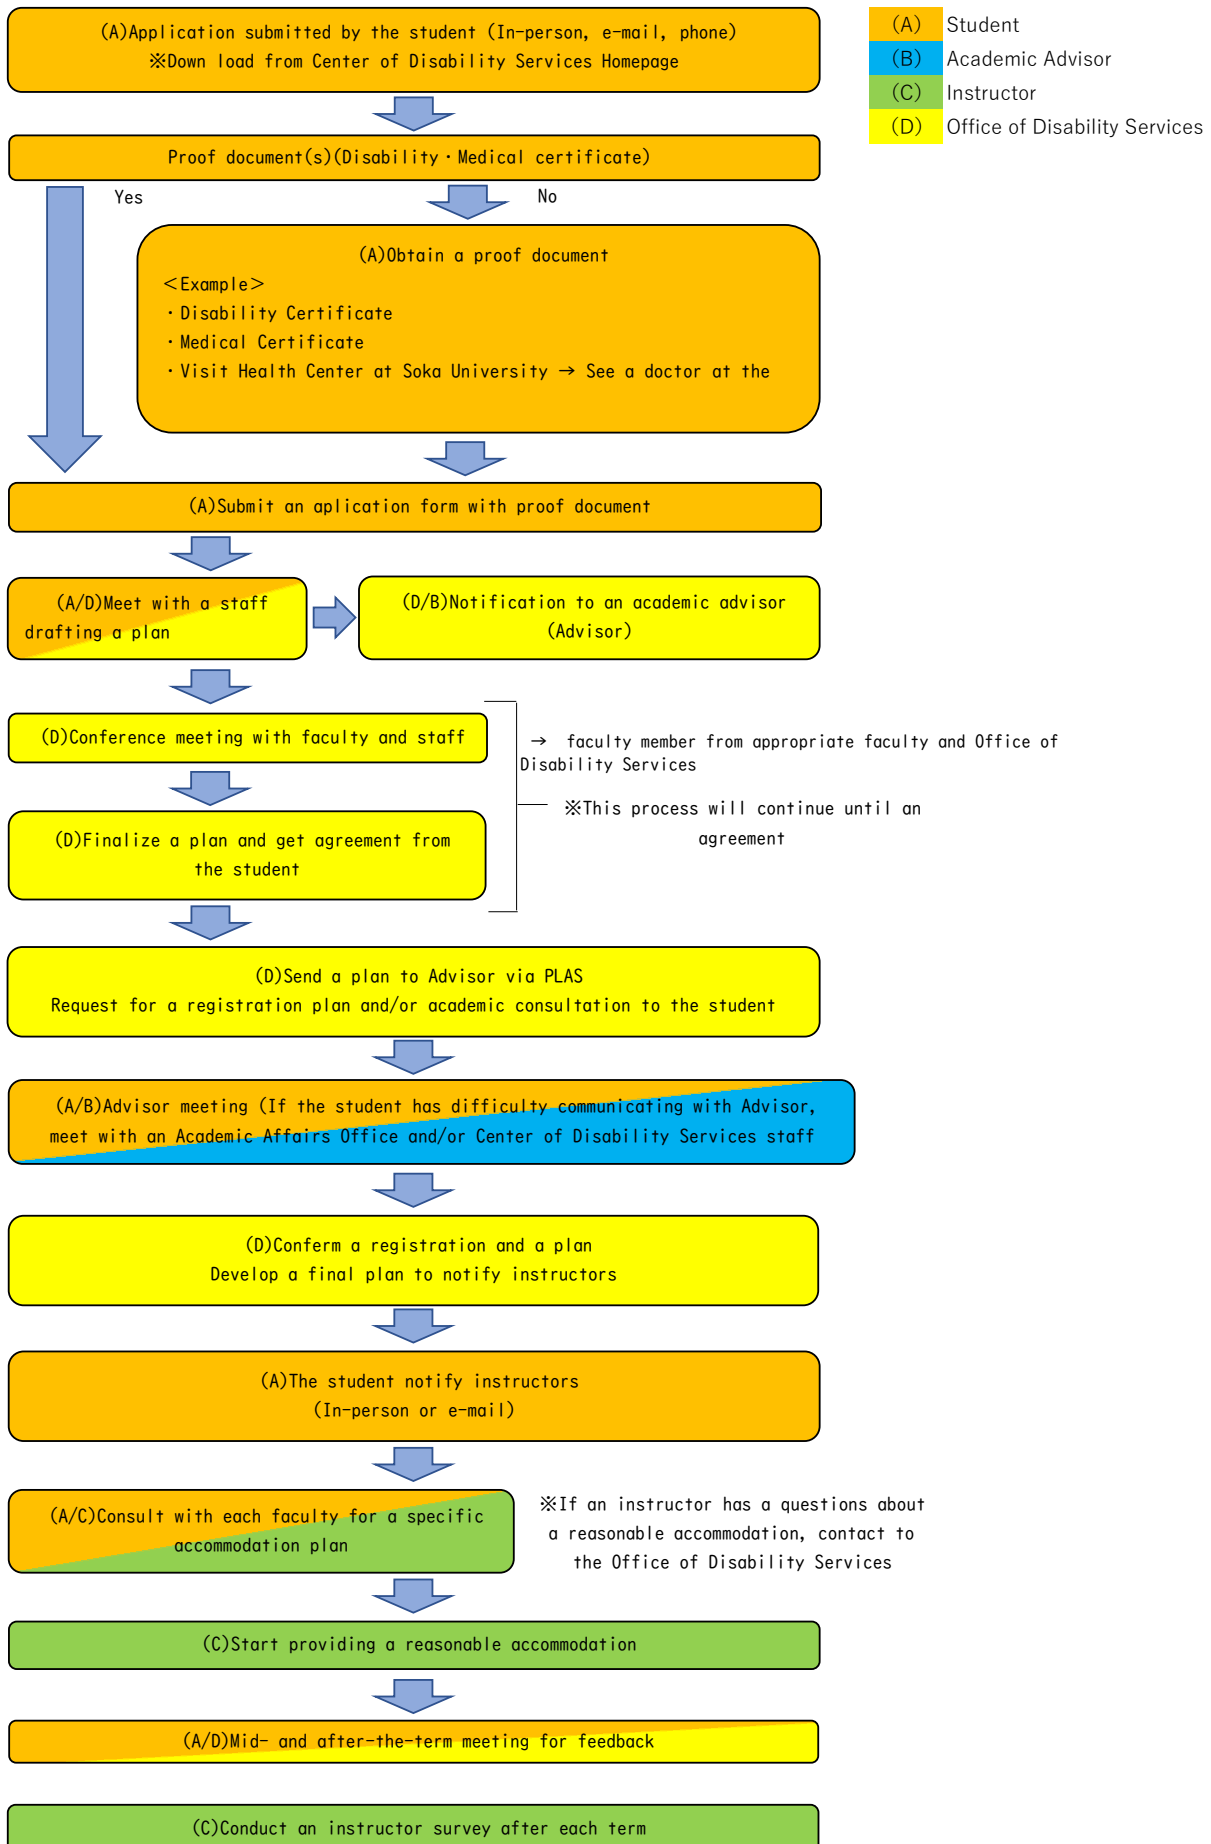 (A)Application submitted by the student (In-person, e-mail, phone)
※Down load from Center of Disability Services Homepage
(A) Student
(B) Academic Advisor
(C) Instructor
(D) Office of Disability Services
Proof document(s)(Disability・Medical certificate)
Yes
No
(A)Obtain a proof document
＜Example＞
・Disability Certificate
・Medical Certificate
・Visit Health Center at Soka University → See a doctor at the
(A)Submit an aplication form with proof document
(A/D)Meet with a staff
drafting a plan
(D/B)Notification to an academic advisor
(Advisor)
(D)Conference meeting with faculty and staff
→ faculty member from appropriate faculty and Office of
Disability Services
※This process will continue until an
agreement
(D)Finalize a plan and get agreement from
the student
(D)Send a plan to Advisor via PLAS
Request for a registration plan and/or academic consultation to the student
(A/B)Advisor meeting (If the student has difficulty communicating with Advisor,
meet with an Academic Affairs Office and/or Center of Disability Services staff
(D)Conferm a registration and a plan
Develop a final plan to notify instructors
(A)The student notify instructors
(In-person or e-mail)
(A/C)Consult with each faculty for a specific
accommodation plan
※If an instructor has a questions about
a reasonable accommodation, contact to
the Office of Disability Services
(C)Start providing a reasonable accommodation
(A/D)Mid- and after-the-term meeting for feedback
(C)Conduct an instructor survey after each term